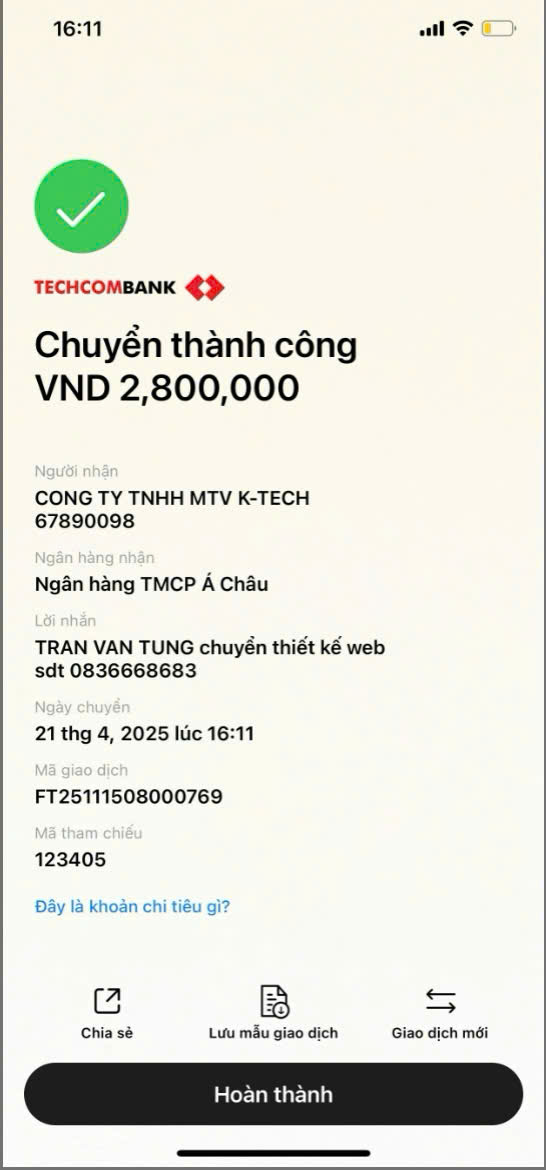 16:11
TECHCOMBANK
Chuyển thành công
VND 2,800,000
Người nhận
CONG TY TNHH MTV K-TECH
67890098
Ngân hàng nhận
Ngân hàng TMCP Á Châu
Lời nhắn
TRAN VAN TUNG chuyển thiết kế web
sdt 0836668683
Ngày chuyển
21 thg 4, 2025 lúc 16:11
Mã giao dịch
FT25111508000769
Mã tham chiếu
123405
Đây là khoản chi tiêu gì?
Chia sẻ
Lưu mẫu giao dịch
Giao dịch mới
Hoàn thành